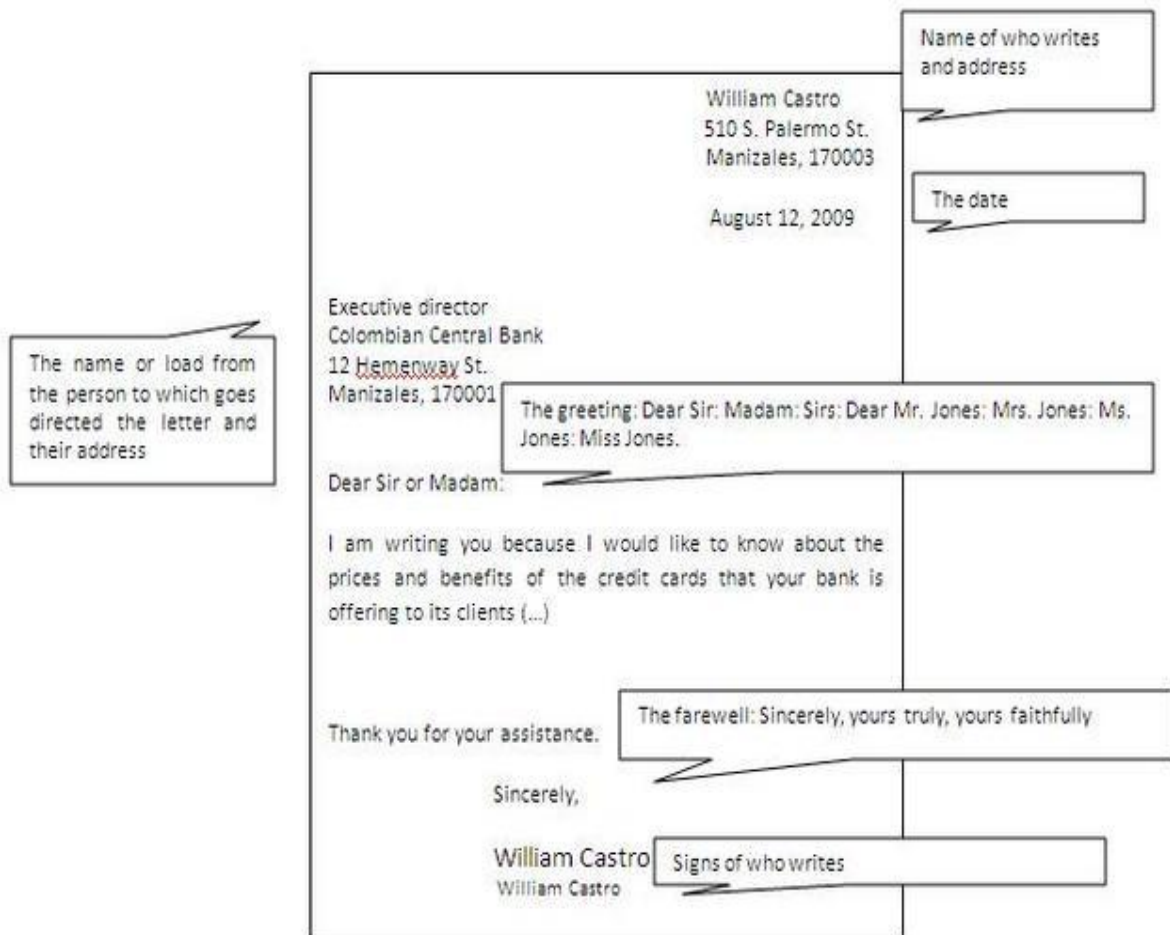 Name of who writes
and address
William Castro
510 S. Palermo St.
Manizales, 170003
The date
August 12, 2009
Executive director
Colombian Central Bank
12 Hemenway St.
Manizales, 170001
The name or load from
the person to which goes
directed the letter and
their address
The greeting: Dear Sir: Madam: Sirs: Dear Mr. Jones: Mrs. Jones: Ms.
Jones: Miss Jones.
Dear Sir or Madam:
I am writing you because I would like to know about the
prices and benefits of the credit cards that your bank is
offering to its clients (...)
The farewell: Sincerely, yours truly, yours faithfully
Thank you for your assistance.
Sincerely,
William Castro
Signs of who writes
William Castro